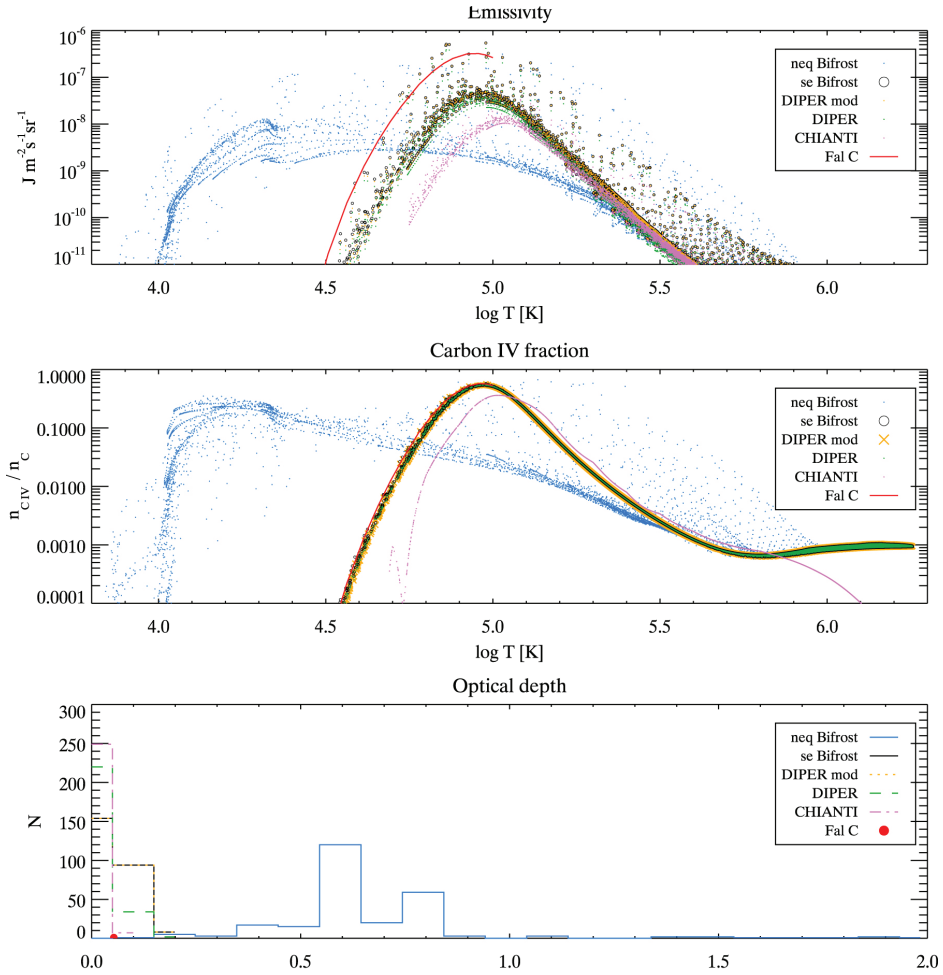 Emissivity
J m-2 s-1 sr-1
10-6
10-7
10-8
10-9
10-10
10-11
neq Bifrost
se Bifrost
DIPER mod
DIPER
CHIANTI
Fal C
4.0 4.5 5.0 5.5 6.0
log T [K]
Carbon IV fraction
n C IV / n C
1.0000
0.1000
0.0100
0.0010
0.0001
neq Bifrost
se Bifrost
DIPER mod
DIPER
CHIANTI
Fal C
4.0 4.5 5.0 5.5 6.0
log T [K]
Optical depth
N
300
250
200
150
100
50
0
neq Bifrost
se Bifrost
DIPER mod
DIPER
CHIANTI
Fal C
0.0 0.5 1.0 1.5 2.0